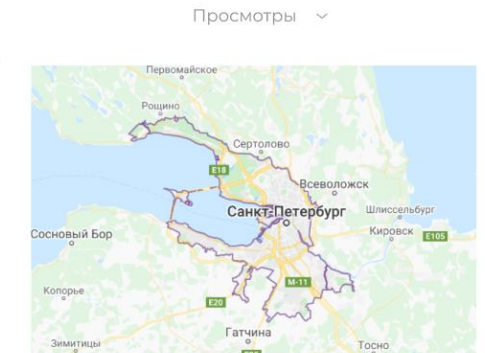 Просмотры
Первомайское
Рощино
Сертолово
E18
Всеволожск
Санкт-Петербург
Шлиссельбург
Сосновый Бор
Кировск
E105
М-11
Копорье
E20
Гатчина
Зимитицы
Тосно